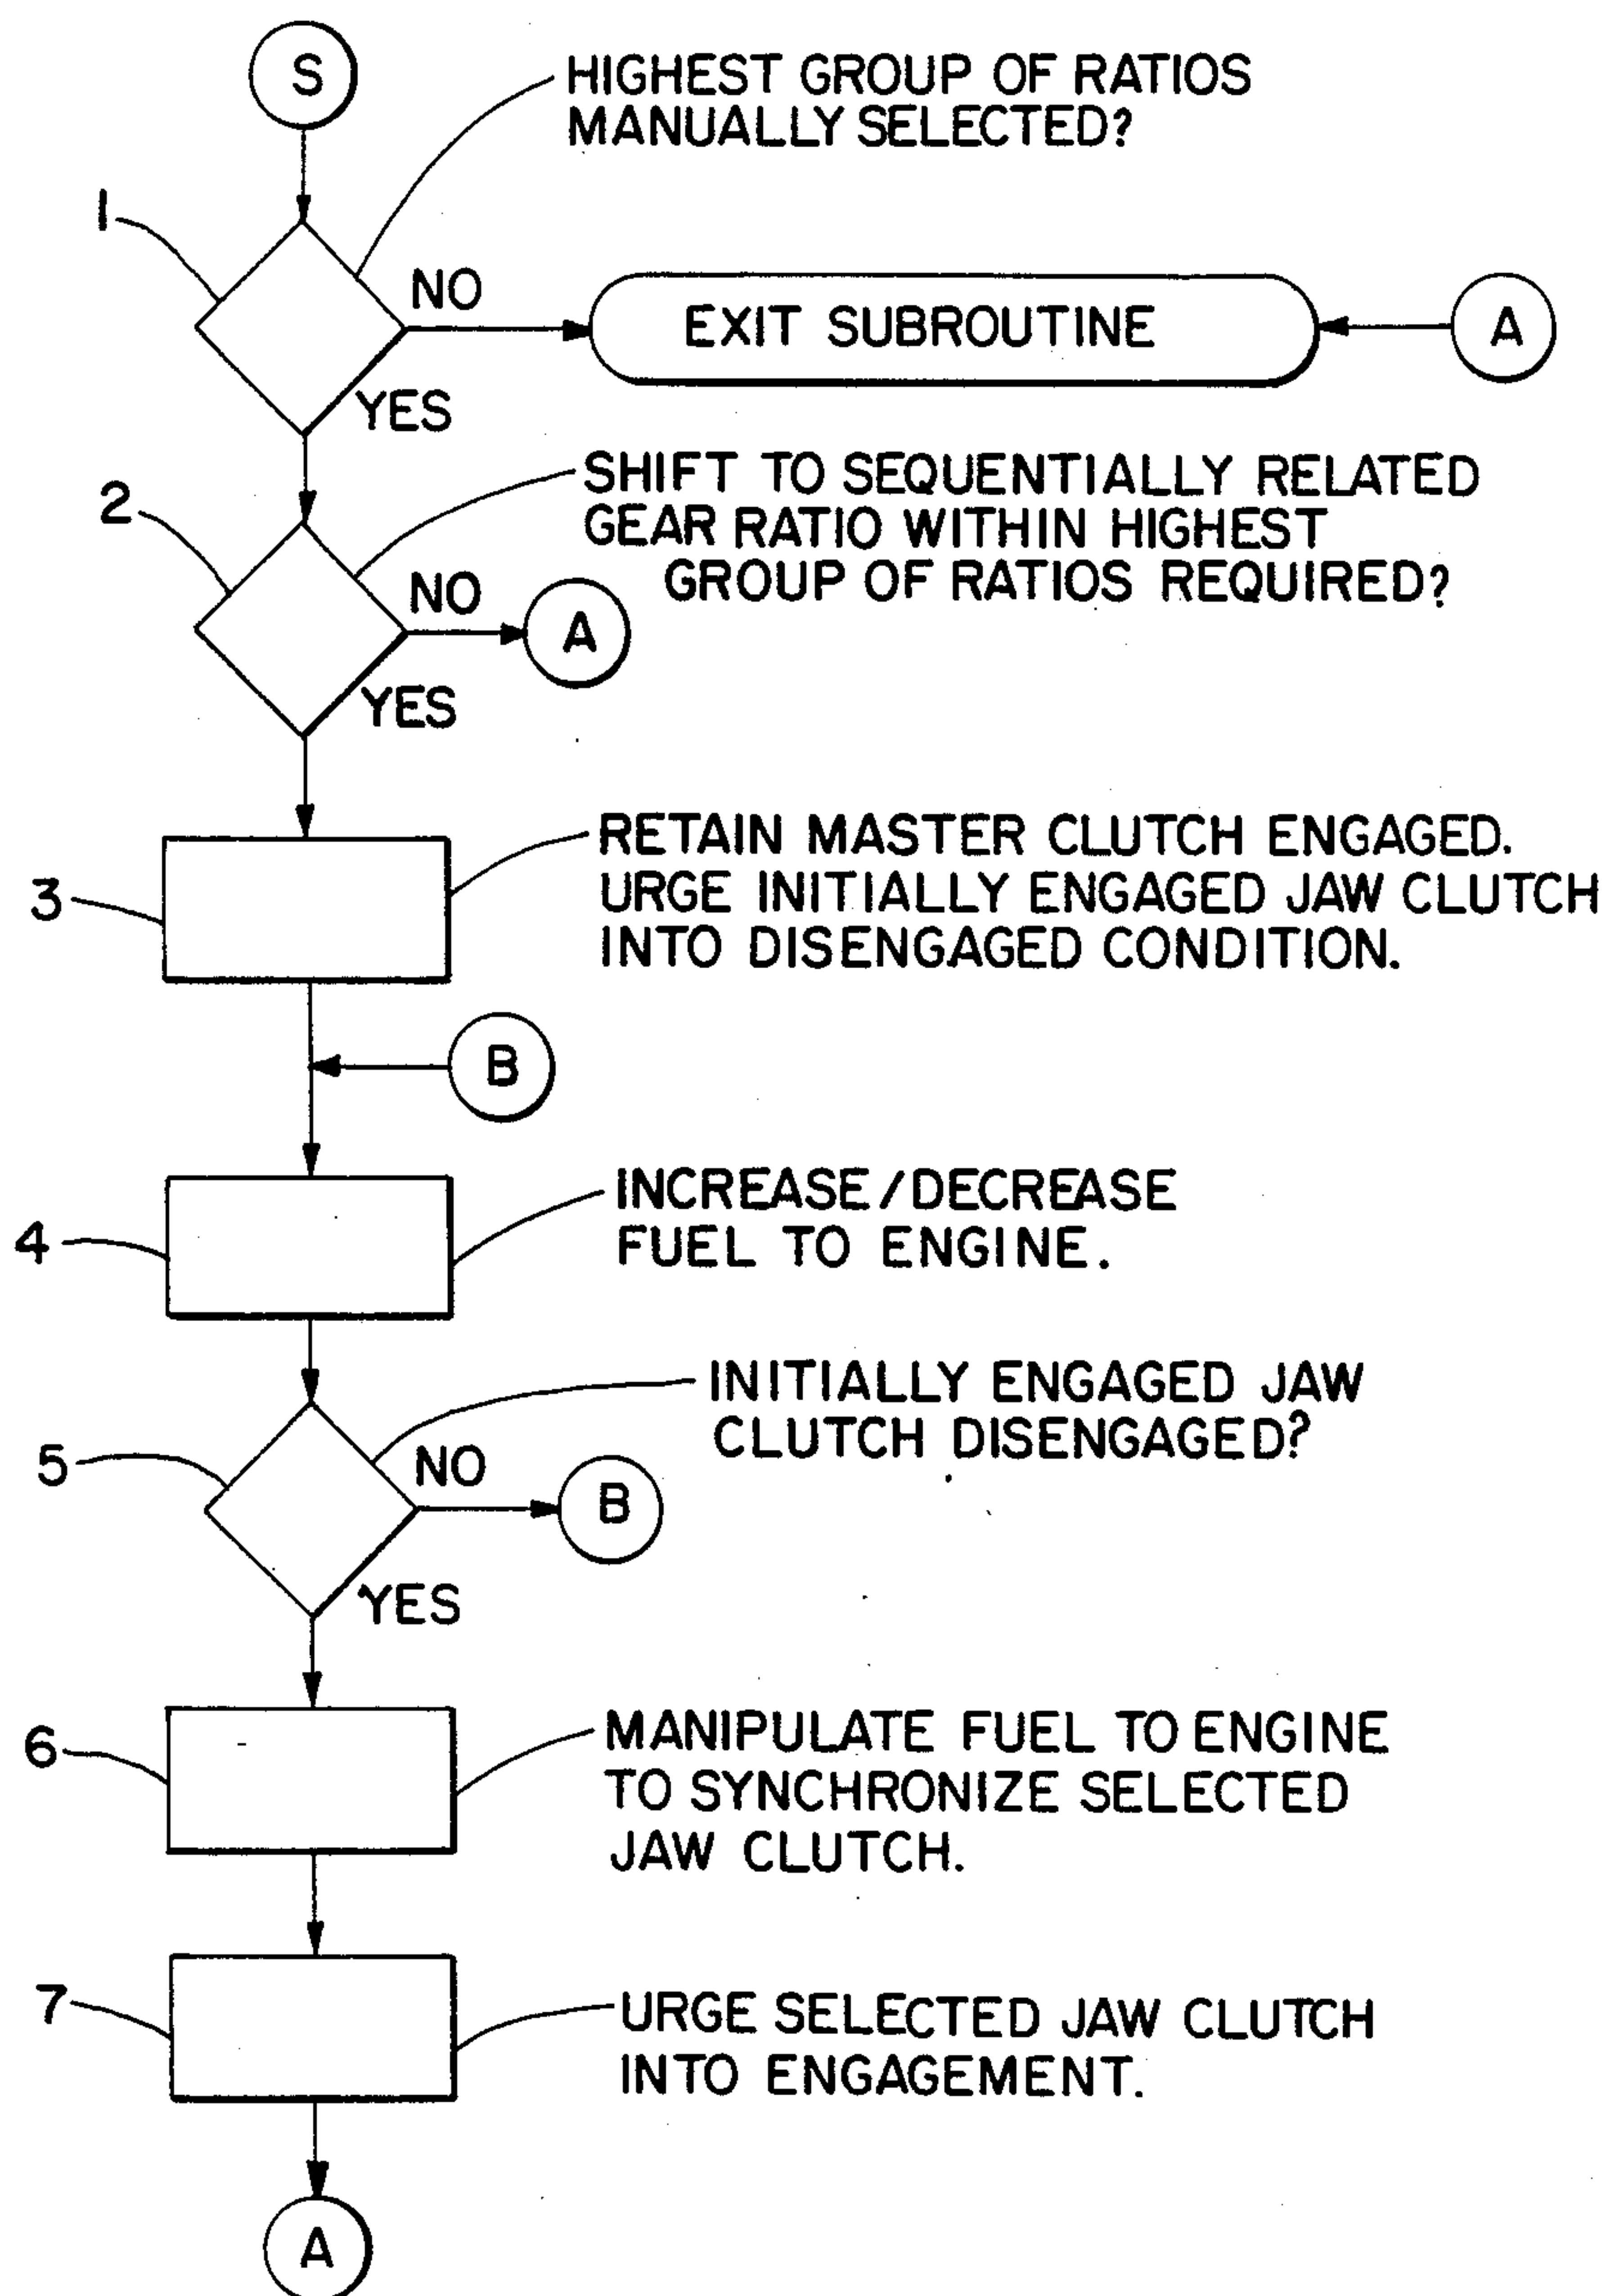 S
HIGHEST GROUP OF RATIOS
MANUALLY SELECTED?
1
NO
EXIT SUBROUTINE
A
YES
SHIFT TO SEQUENTIALLY RELATED
GEAR RATIO WITHIN HIGHEST
GROUP OF RATIOS REQUIRED?
2
NO
A
YES
RETAIN MASTER CLUTCH ENGAGED.
URGE INITIALLY ENGAGED JAW CLUTCH
INTO DISENGAGED CONDITION.
3
B
INCREASE/DECREASE
FUEL TO ENGINE.
4
INITIALLY ENGAGED JAW
CLUTCH DISENGAGED?
5
NO
B
YES
MANIPULATE FUEL TO ENGINE
TO SYNCHRONIZE SELECTED
JAW CLUTCH.
6
URGE SELECTED JAW CLUTCH
INTO ENGAGEMENT.
7
A